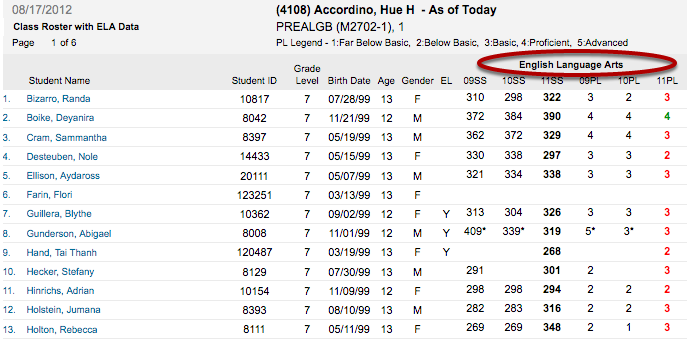 08/17/2012 (4108) Accordino, Hue H - As of Today
Class Roster with ELA Data PREALGB (M2702-1), 1
Page 1 of 6 PL Legend - 1:Far Below Basic, 2:Below Basic, 3:Basic, 4:Proficient, 5:Advanced
English Language Arts
Student Name Student ID Grade Level Birth Date Age Gender EL 09SS 10SS 11SS 09PL 10PL 11PL
1. Bizarro, Randa 10817 7 07/28/99 13 F 310 298 322 3 2 3
2. Boike, Deyanira 8042 7 11/21/99 12 M 372 384 390 4 4 4
3. Cram, Sammantha 8397 7 05/19/99 13 M 362 372 329 4 4 3
4. Desteuben, Nole 14433 7 05/15/99 13 F 330 338 297 3 3 2
5. Ellison, Aydaross 20111 7 05/07/99 13 M 321 334 338 3 3 3
6. Farin, Flori 123251 7 03/13/99 13 F
7. Guillera, Blythe 10362 7 09/02/99 12 F Y 313 304 326 3 3 3
8. Gunderson, Abigael 8008 7 11/01/99 12 M Y 409* 339* 319 5* 3* 3
9. Hand, Tai Thanh 120487 7 03/19/99 13 F Y 268 2
10. Hecker, Stefany 8129 7 07/30/99 13 M 291 301 2 3
11. Hinrichs, Adrian 10154 7 11/09/99 12 F 298 298 294 2 2 2
12. Holstein, Jumana 8393 7 08/10/99 13 M 282 283 316 2 2 3
13. Holton, Rebecca 8111 7 05/11/99 13 F 269 269 348 2 1 3